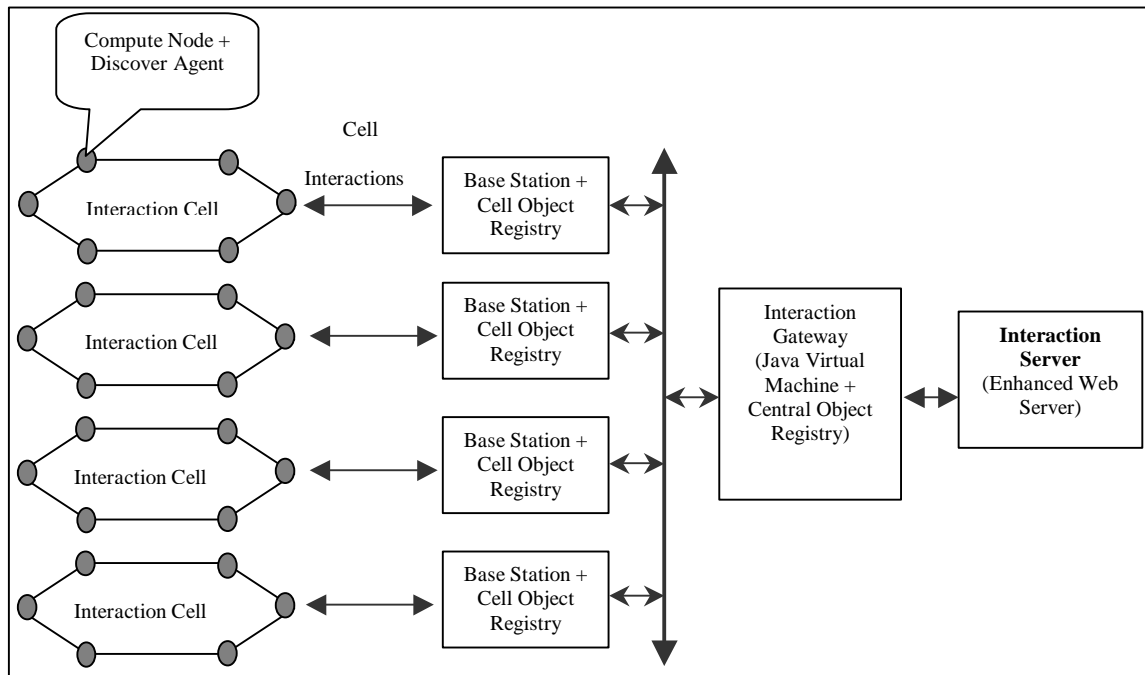 Compute Node +
Discover Agent
Cell
Interactions
Interaction Cell
Base Station +
Cell Object
Registry
Interaction Cell
Base Station +
Cell Object
Registry
Interaction Cell
Base Station +
Cell Object
Registry
Interaction Cell
Base Station +
Cell Object
Registry
Interaction
Gateway
(Java Virtual
Machine +
Central Object
Registry)
Interaction
Server
(Enhanced Web
Server)